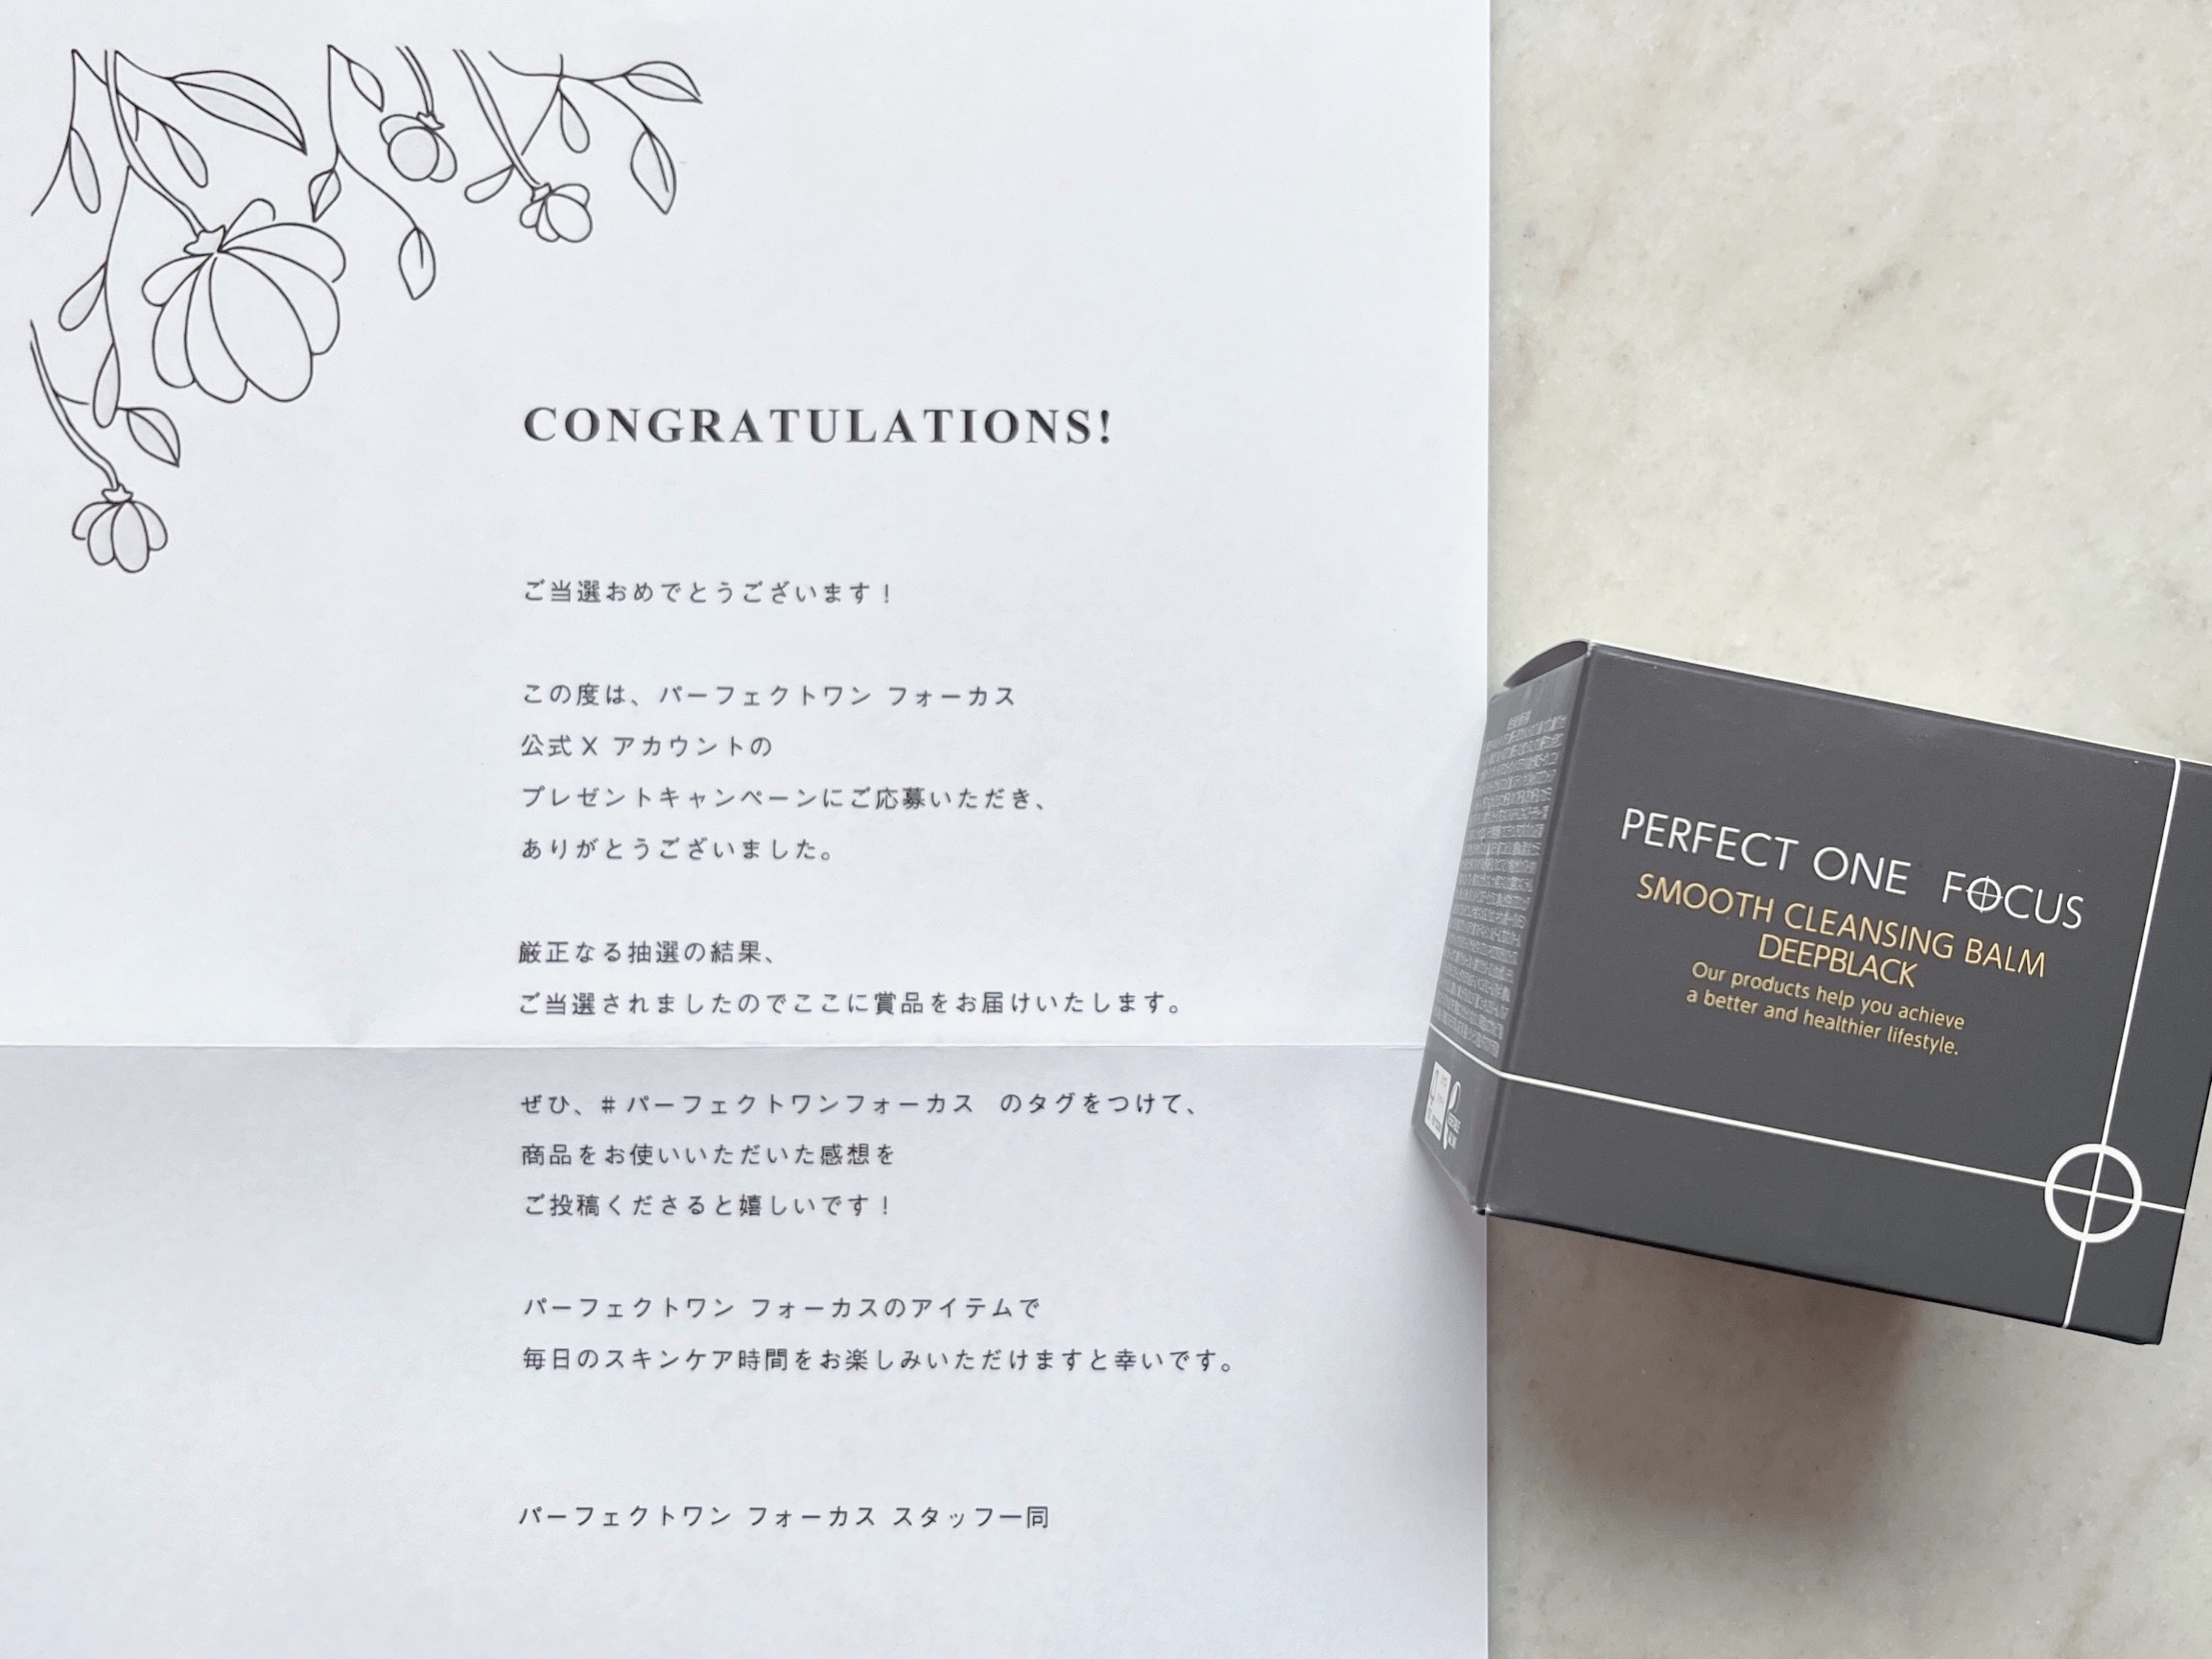 CONGRATULATIONS!
ご当選おめでとうございます！
この度は、パーフェクトワン フォーカス
公式X アカウントの
プレゼントキャンペーンにご応募いただき、
ありがとうございました。
厳正なる抽選の結果、
ご当選されましたのでここに賞品をお届けいたします。
ぜひ、#パーフェクトワンフォーカス のタグをつけて、
商品をお使いいただいた感想を
ご投稿くださると嬉しいです！
パーフェクトワン フォーカスのアイテムで
毎日のスキンケア時間をお楽しみいただけますと幸いです。
パーフェクトワン フォーカス スタッフ一同
PERFECT ONE FOCUS
SMOOTH CLEANSING BALM
DEEPBLACK
Our products help you achieve
a better and healthier lifestyle.